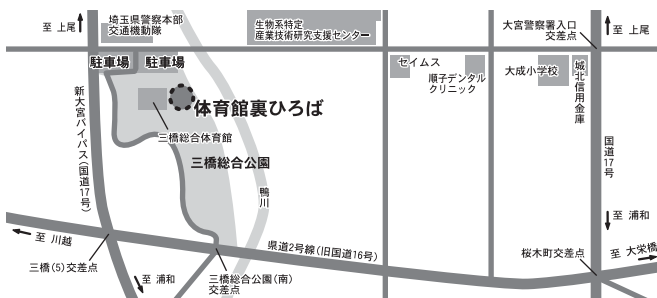 至 上尾
埼玉県警察本部
交通機動隊
生物系特定
産業技術研究支援センター
大宮警察署入口
交差点
至 上尾
駐車場
駐車場
セイムス
順子デンタル
クリニック
大成小学校
城北信用金庫
体育館裏ひろば
三橋総合体育館
新大宮バイパス(国道17号)
三橋総合公園
鴨川
国道17号
至 浦和
至 川越
県道2号線(旧国道16号)
桜木町交差点
至 大栄橋
三橋(5)交差点
至 浦和
三橋総合公園(南)
交差点